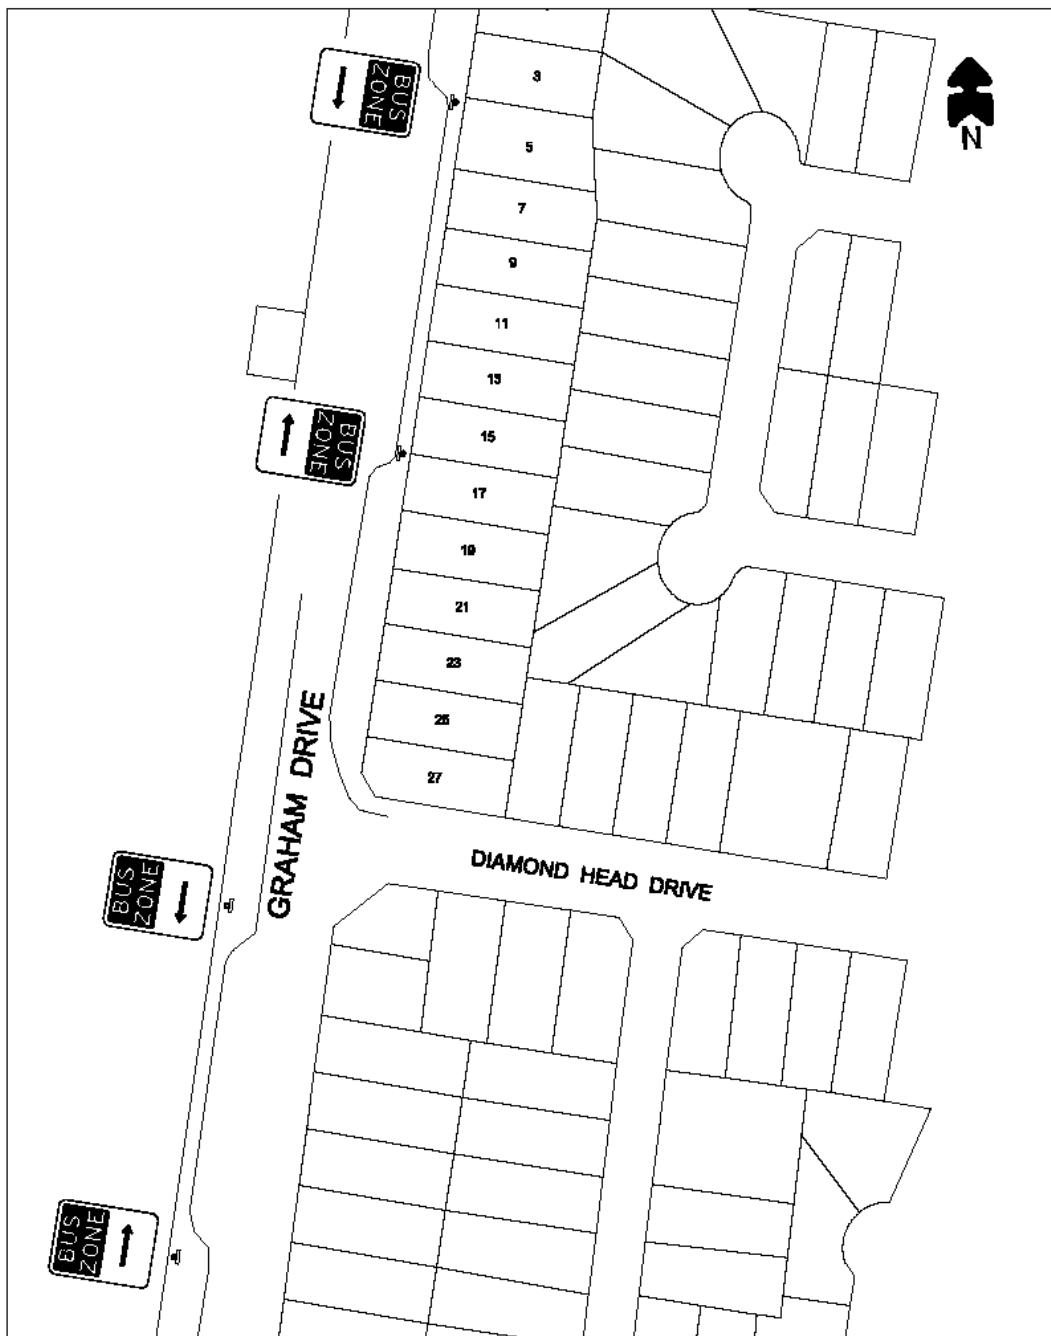 BUS
ZONE
N
3
5
7
9
11
13
15
BUS
ZONE
17
19
21
23
25
27
GRAHAM DRIVE
DIAMOND HEAD DRIVE
BUS
ZONE
BUS
ZONE